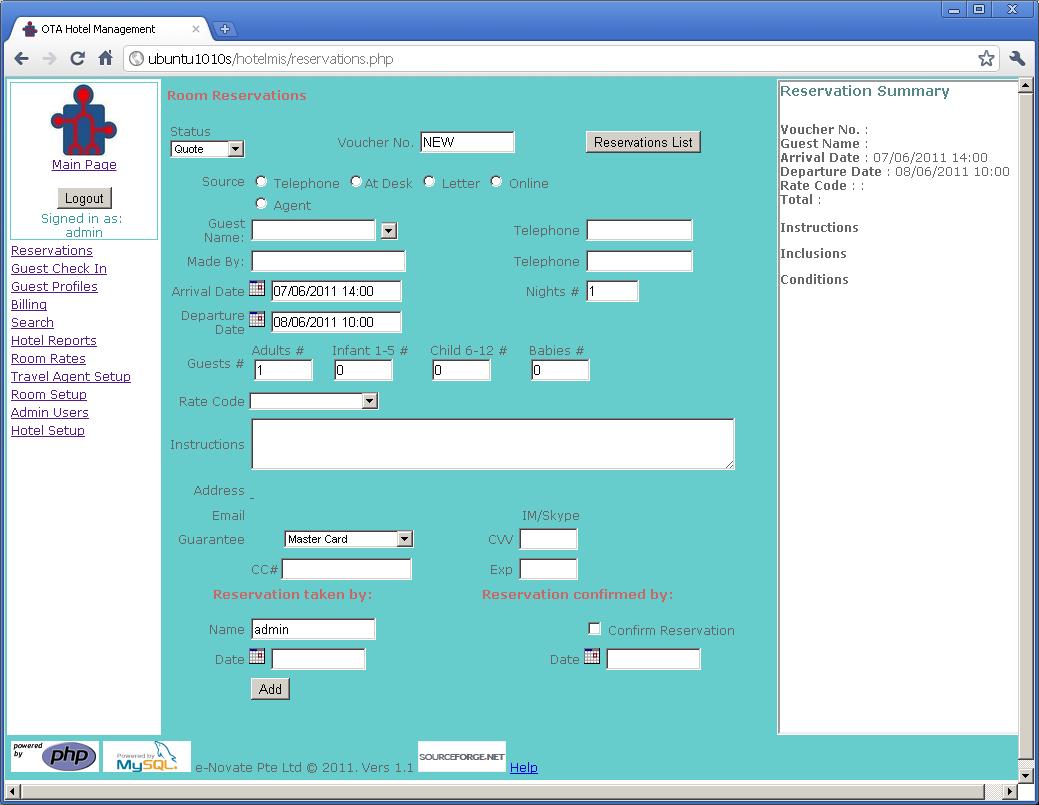 OTA Hotel Management
ubuntu1010s/hotelmis/reservations.php
Main Page
Logout
Signed in as:
admin
Reservations
Guest Check In
Guest Profiles
Billing
Search
Hotel Reports
Room Rates
Travel Agent Setup
Room Setup
Admin Users
Hotel Setup
Room Reservations
Status
Quote
Voucher No. NEW
Reservations List
Source Telephone At Desk Letter Online
Agent
Guest
Name:
Telephone
Made By:
Telephone
Arrival Date 07/06/2011 14:00 Nights # 1
Departure
Date
08/06/2011 10:00
Adults # Infant 1-5 # Child 6-12 # Babies #
Guests # 1 0 0 0
Rate Code
Instructions
Address
Email IM/Skype
Guarantee Master Card CVV
CC# Exp
Reservation taken by: Reservation confirmed by:
Name admin Confirm Reservation
Date Date
Add
Reservation Summary
Voucher No. :
Guest Name :
Arrival Date : 07/06/2011 14:00
Departure Date : 08/06/2011 10:00
Rate Code : :
Total :
Instructions
Inclusions
Conditions
powered
by
php
Powered by
MySQL.
e-Novate Pte Ltd © 2011. Vers 1.1
SOURCEFORGE.NET
Help